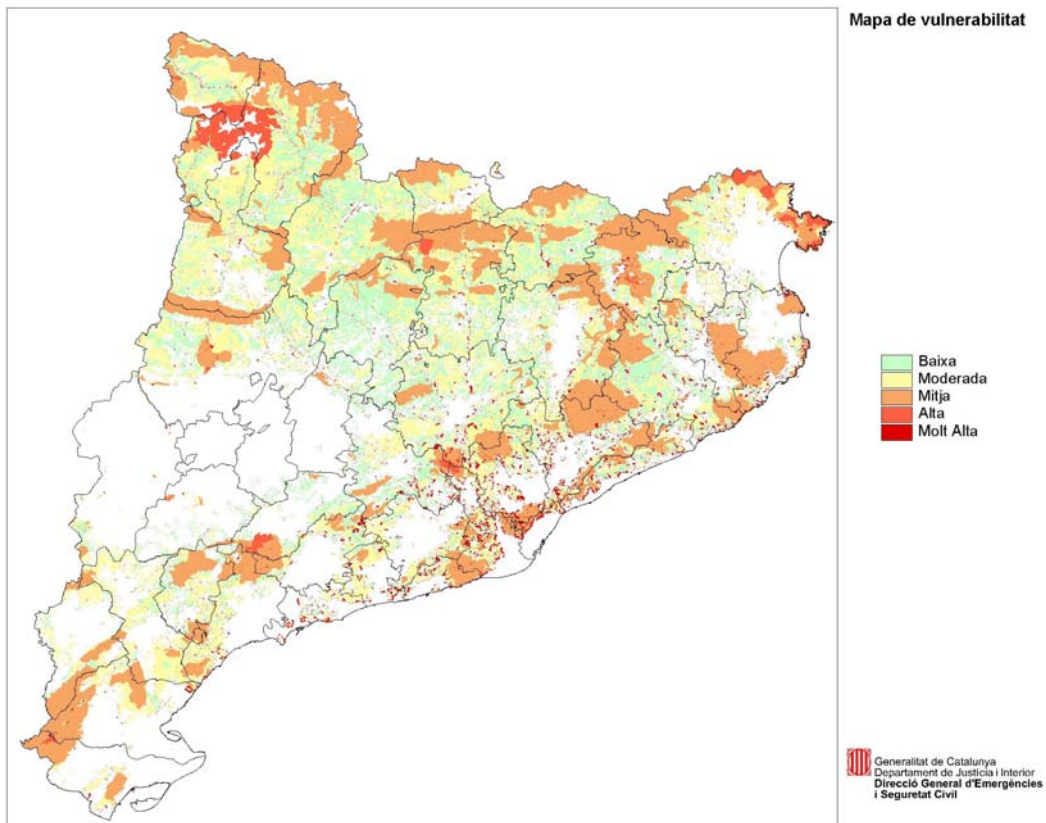 Mapa de vulnerabilitat
Baixa
Moderada
Mitja
Alta
Molt Alta
Generalitat de Catalunya
Departament de Justícia i Interior
Direcció General d'Emergències
i Seguretat Civil